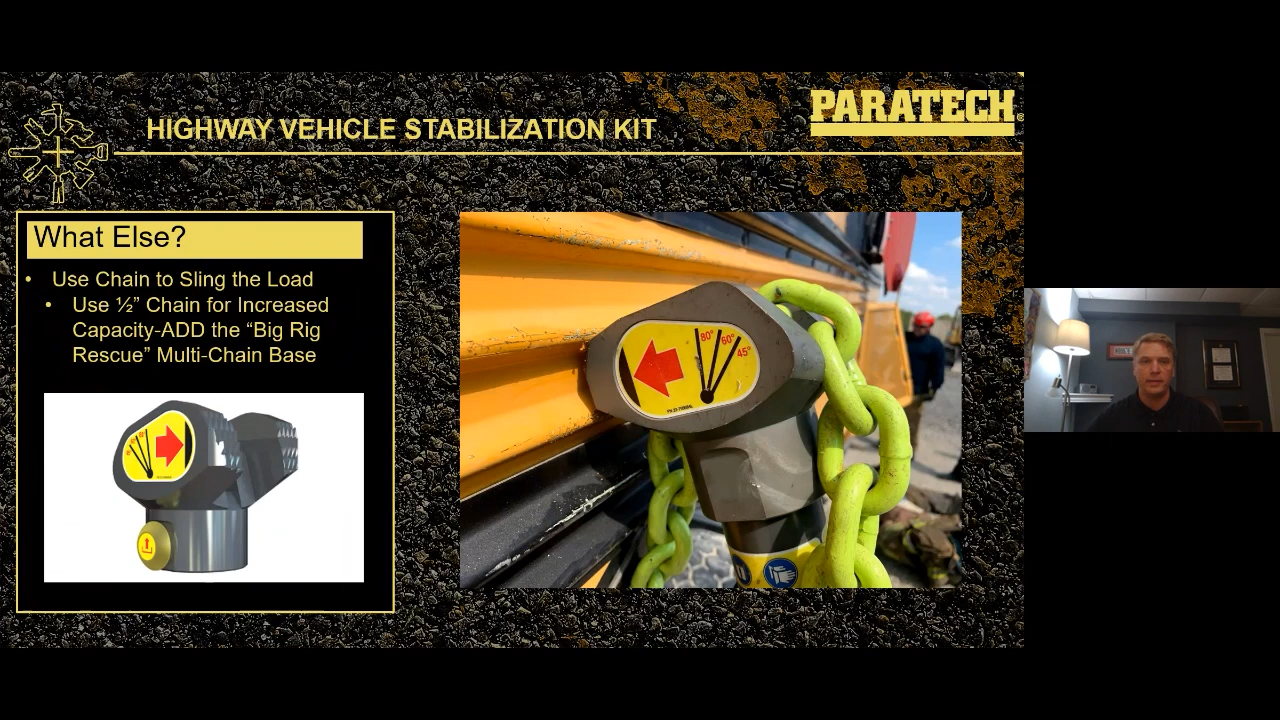 HIGHWAY VEHICLE STABILIZATION KIT
PARATECH®
What Else?
• Use Chain to Sling the Load
• Use ½” Chain for Increased
Capacity-ADD the “Big Rig
Rescue” Multi-Chain Base
80° 60° 45°